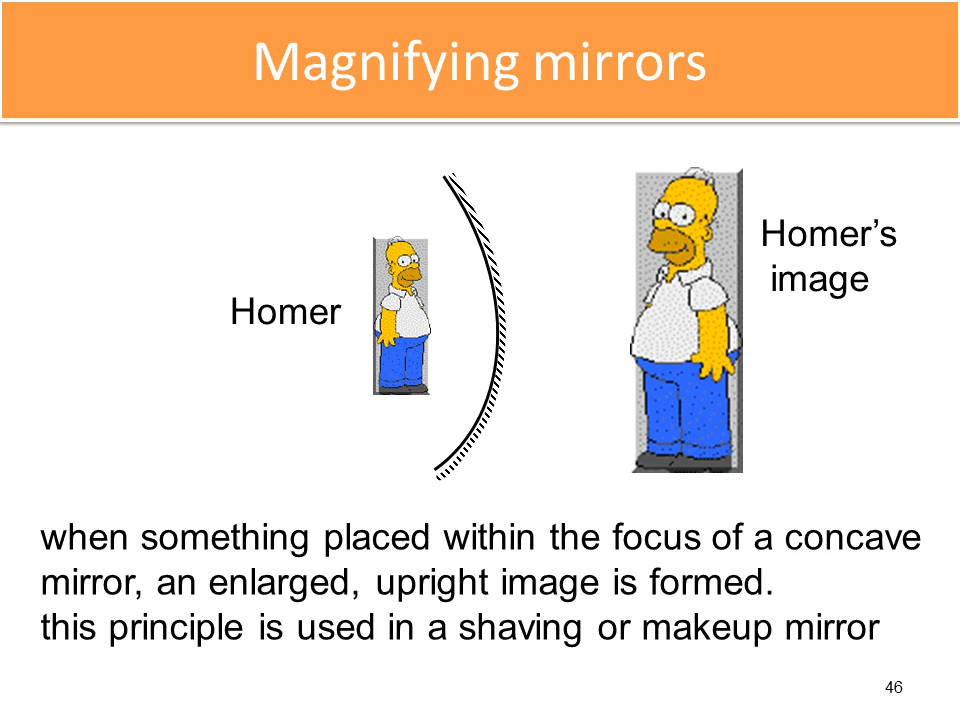 Magnifying mirrors
Homer
Homer’s
image
when something placed within the focus of a concave
mirror, an enlarged, upright image is formed.
this principle is used in a shaving or makeup mirror
46